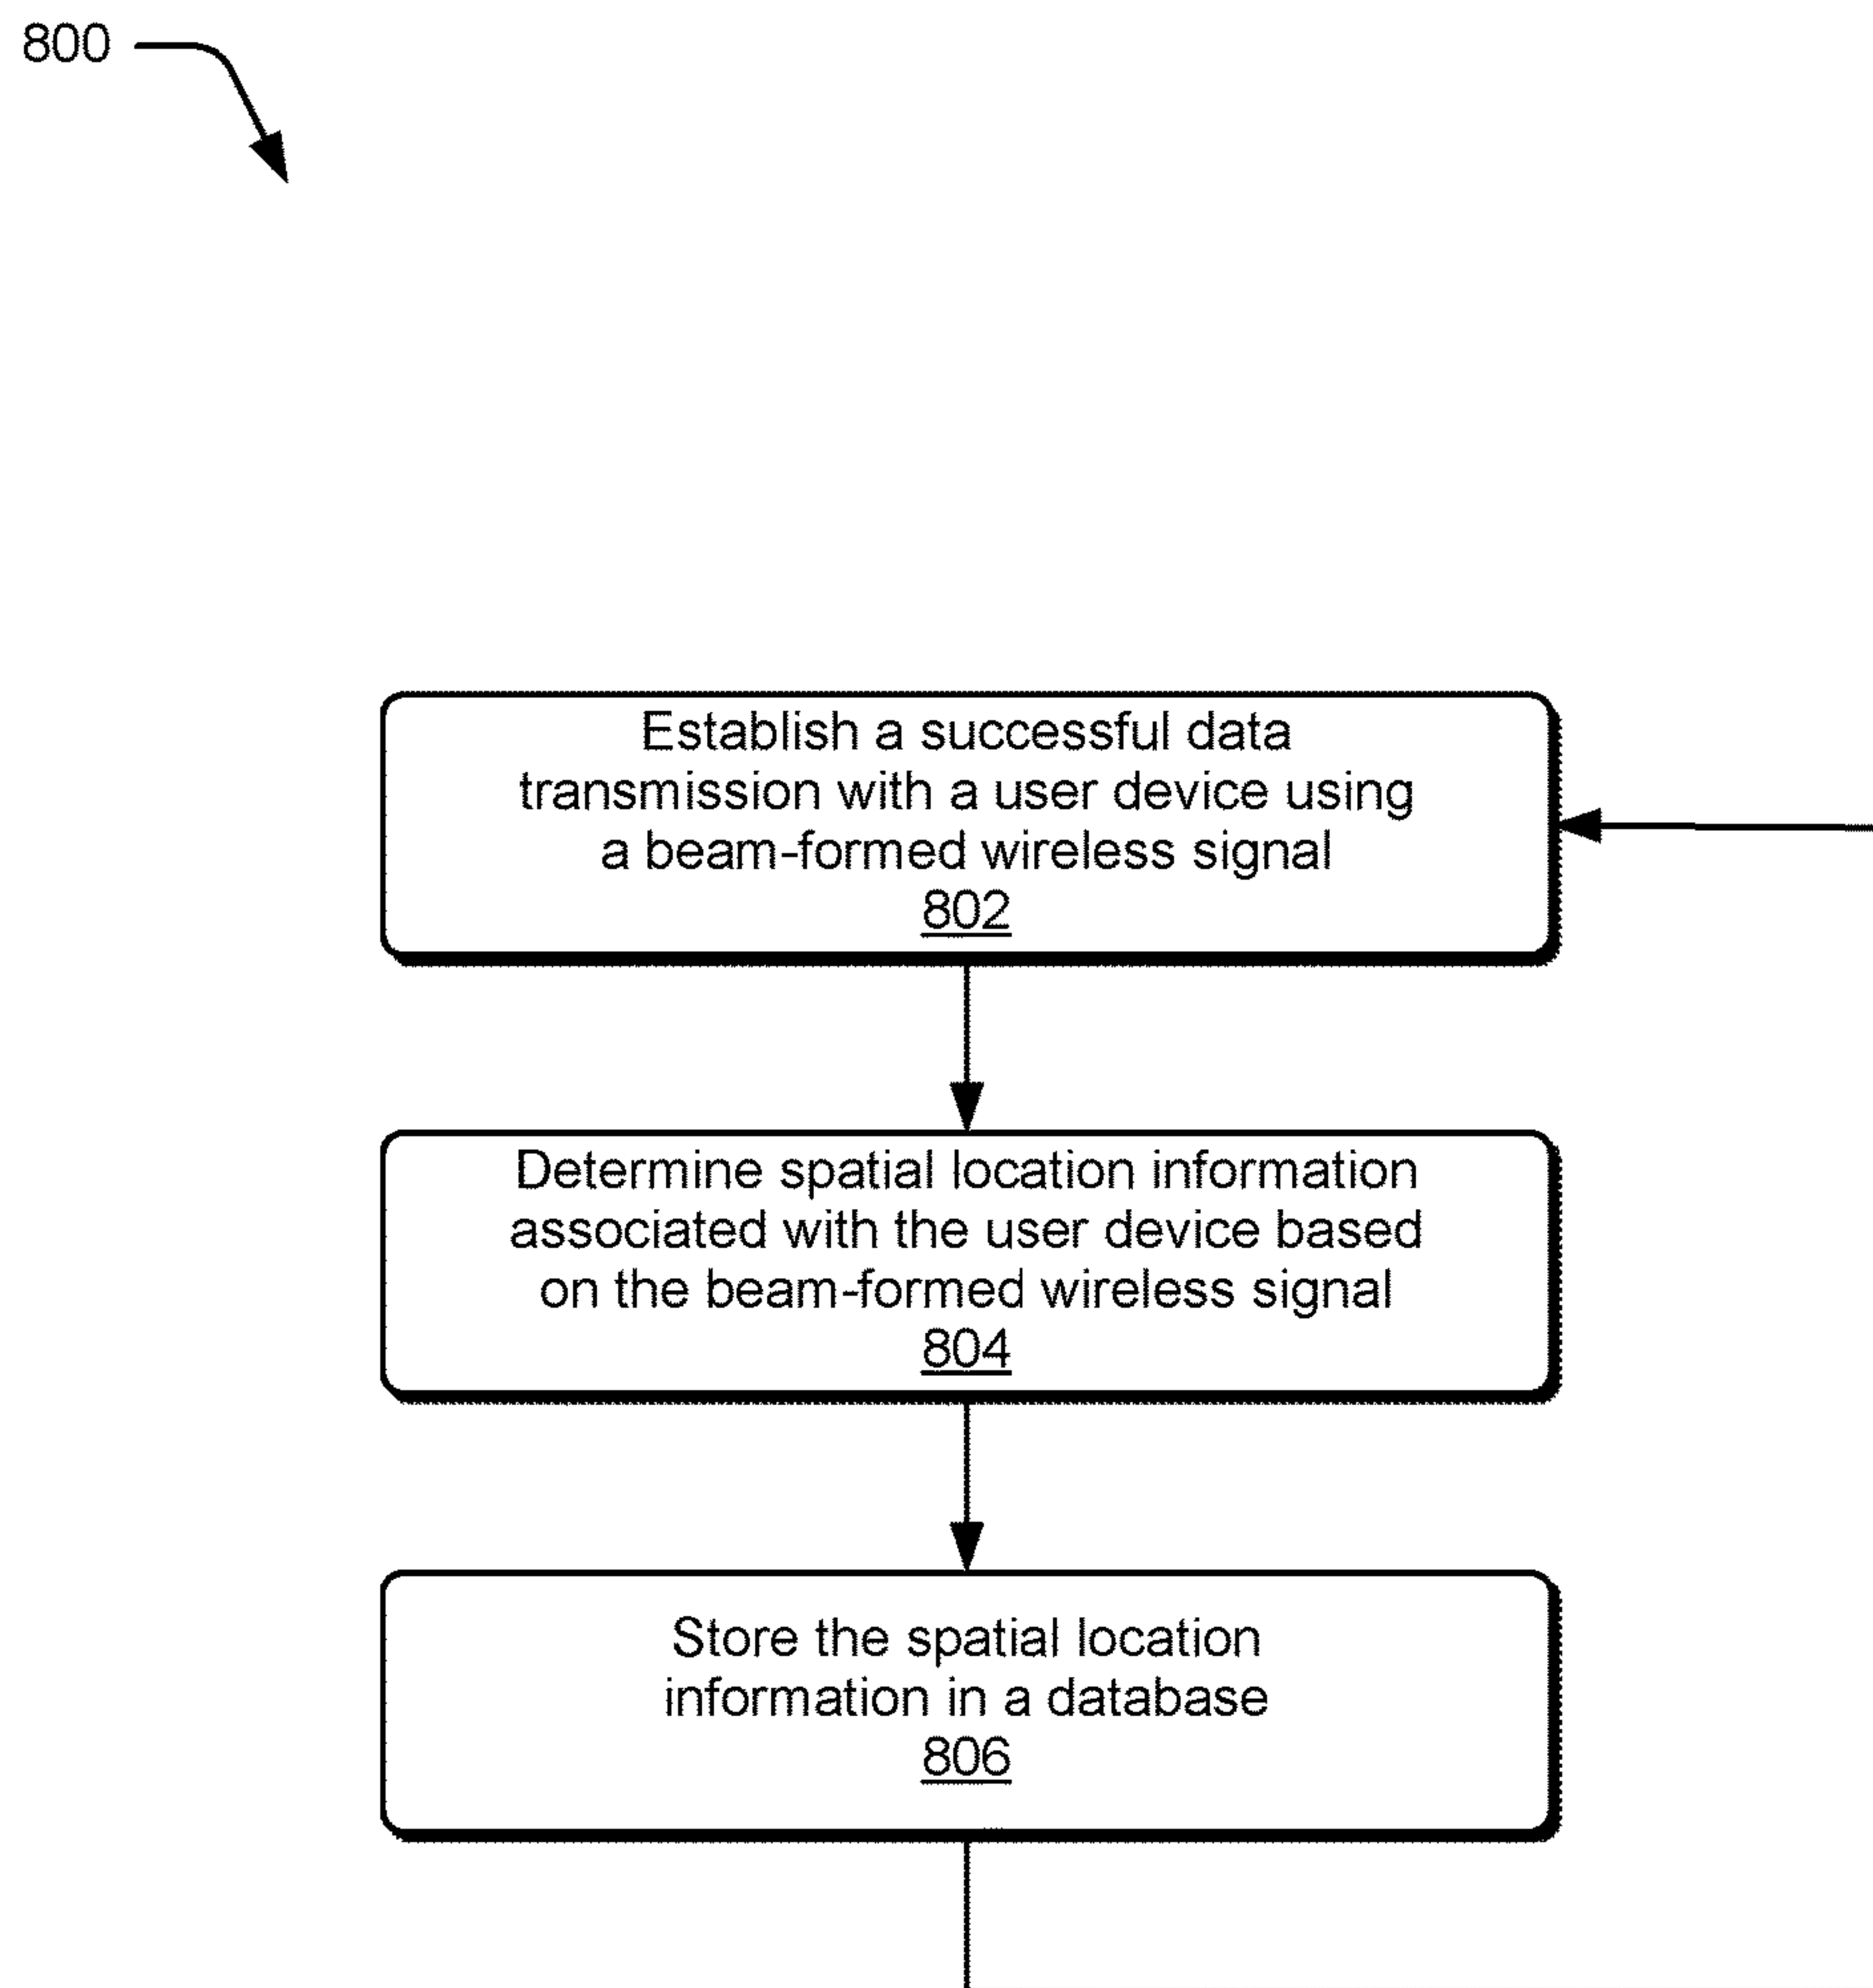 800
Establish a successful data
transmission with a user device using
a beam-formed wireless signal
802
Determine spatial location information
associated with the user device based
on the beam-formed wireless signal
804
Store the spatial location
information in a database
806